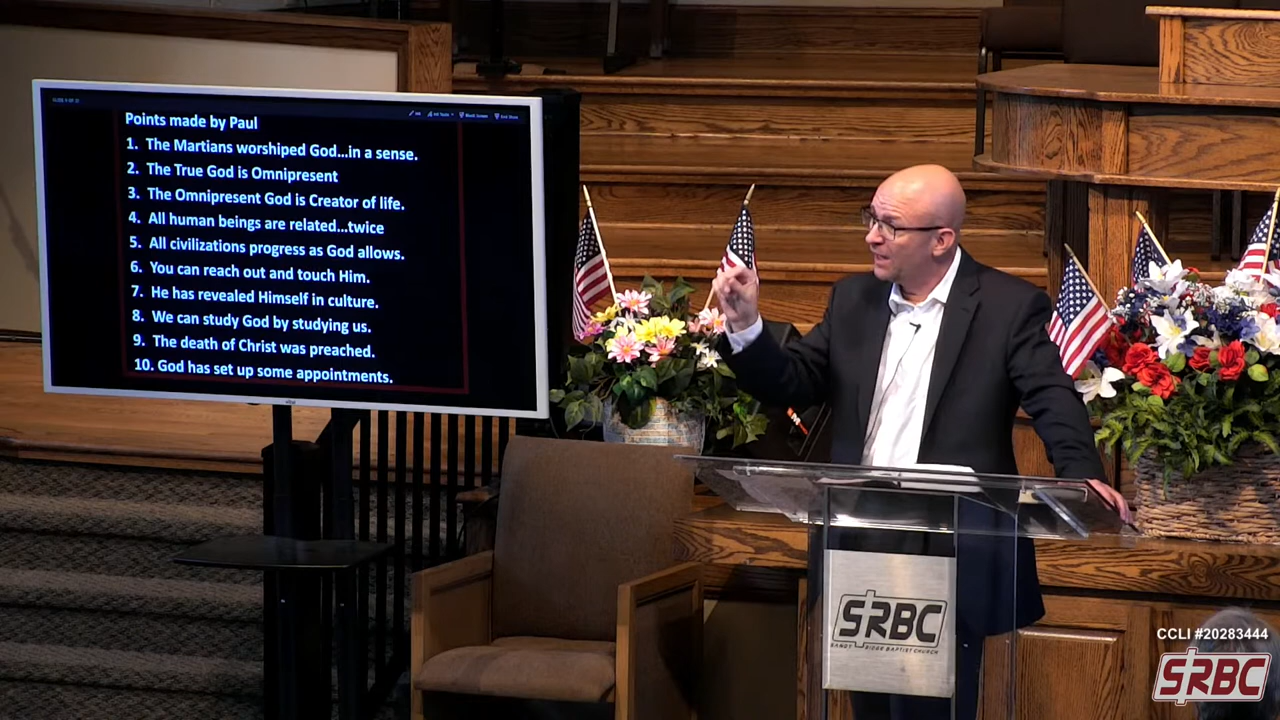 Points made by Paul
1. The Martians worshiped God...in a sense.
2. The True God is Omnipresent
3. The Omnipresent God is Creator of life.
4. All human beings are related...twice
5. All civilizations progress as God allows.
6. You can reach out and touch Him.
7. He has revealed Himself in culture.
8. We can study God by studying us.
9. The death of Christ was preached.
10. God has set up some appointments.
SRBC
SANDY RIDGE BAPTIST CHURCH
CCLI #20283444
SRBC